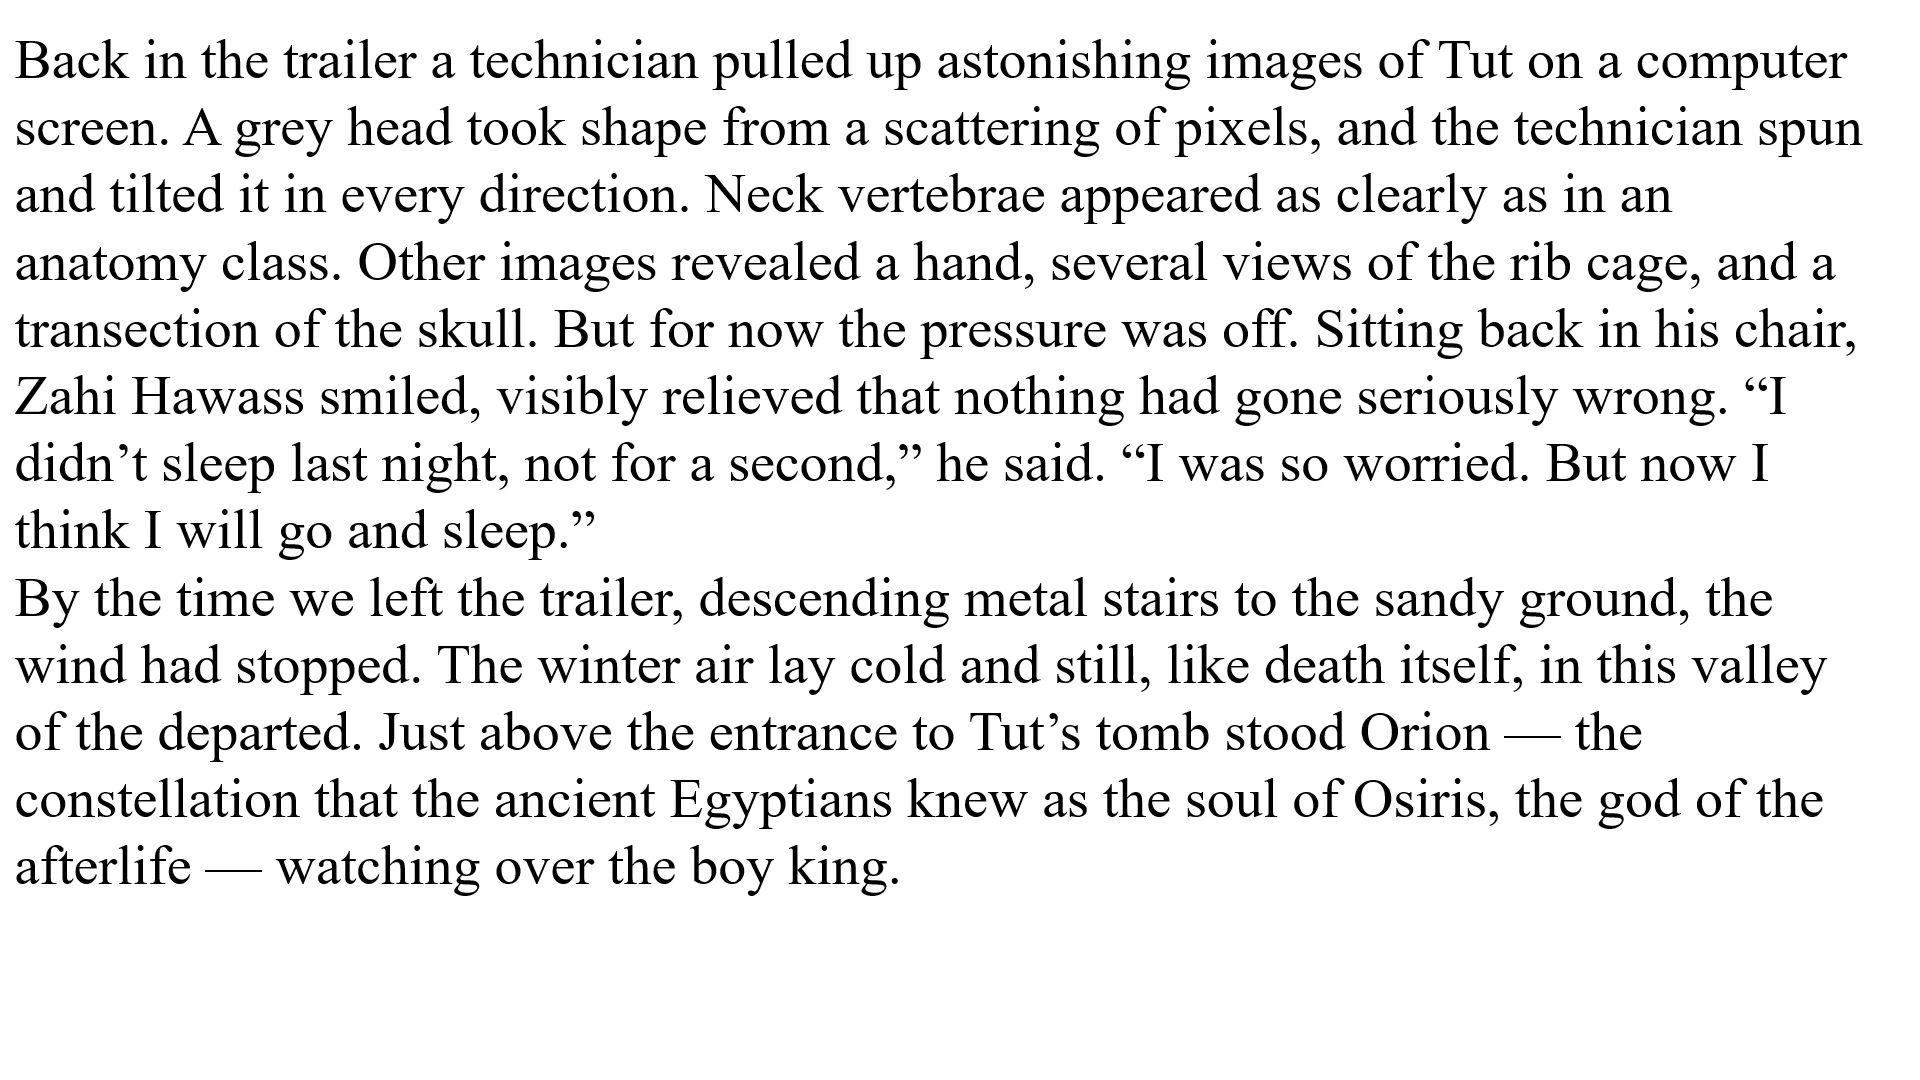 Back in the trailer a technician pulled up astonishing images of Tut on a computer
screen. A grey head took shape from a scattering of pixels, and the technician spun
and tilted it in every direction. Neck vertebrae appeared as clearly as in an
anatomy class. Other images revealed a hand, several views of the rib cage, and a
transection of the skull. But for now the pressure was off. Sitting back in his chair,
Zahi Hawass smiled, visibly relieved that nothing had gone seriously wrong. “I
didn’t sleep last night, not for a second,” he said. “I was so worried. But now I
think I will go and sleep.”
By the time we left the trailer, descending metal stairs to the sandy ground, the
wind had stopped. The winter air lay cold and still, like death itself, in this valley
of the departed. Just above the entrance to Tut’s tomb stood Orion — the
constellation that the ancient Egyptians knew as the soul of Osiris, the god of the
afterlife — watching over the boy king.